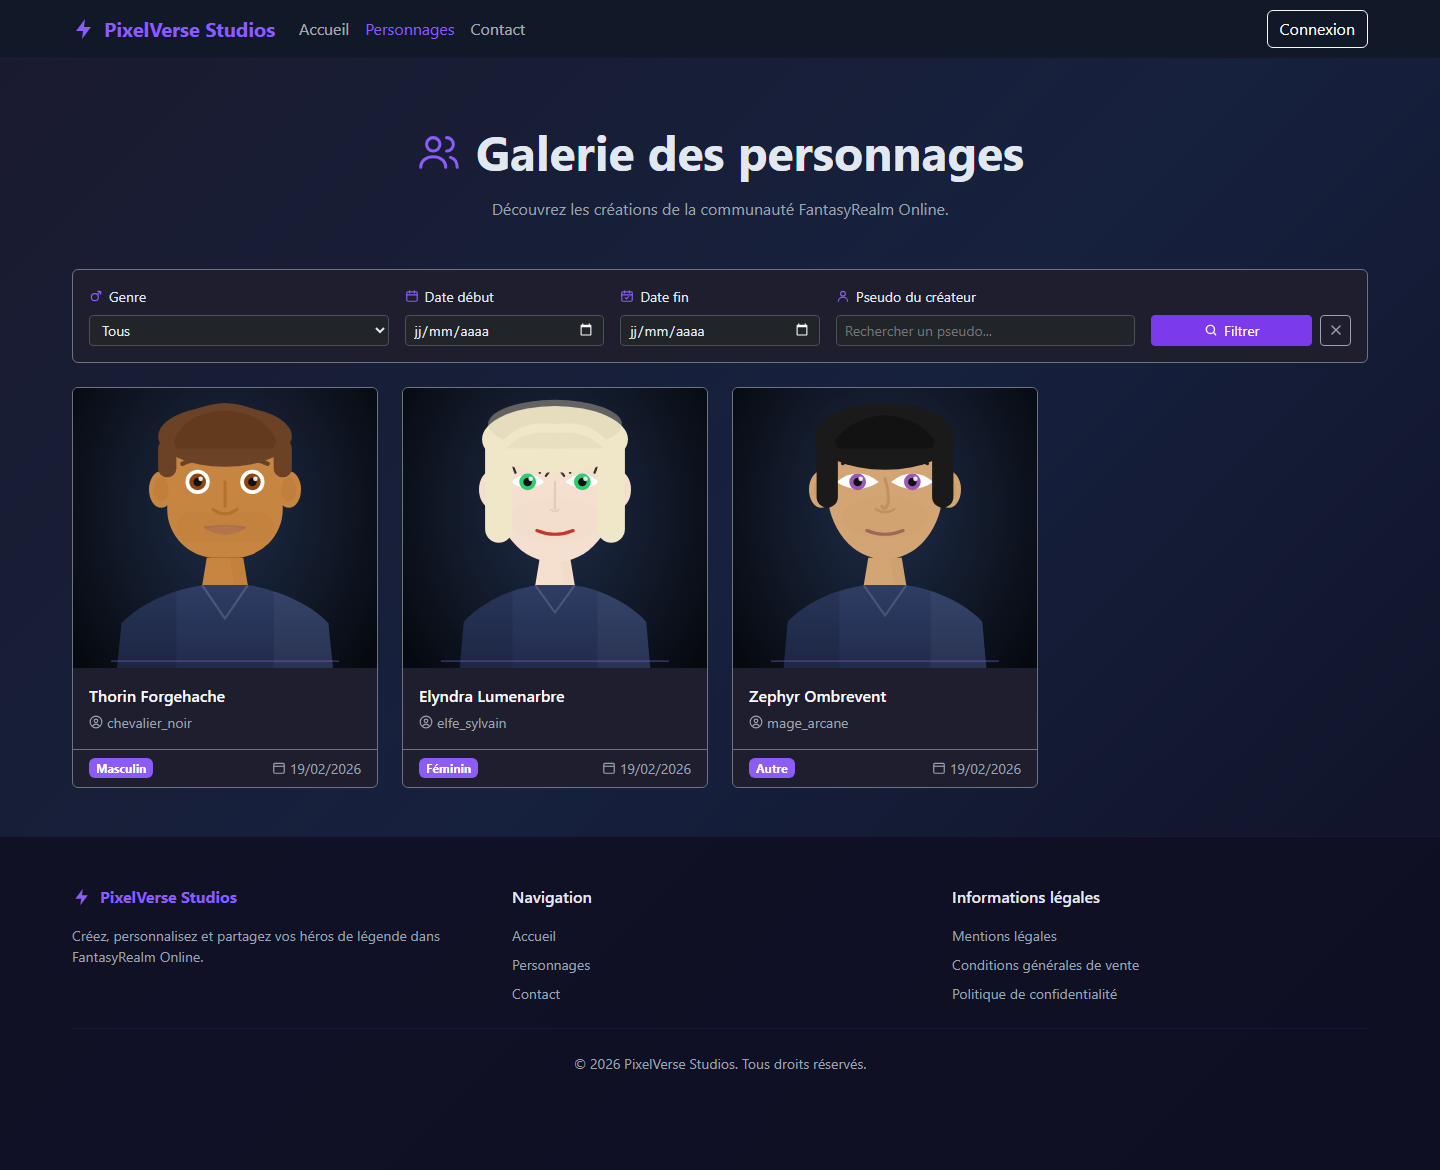 PixelVerse Studios Accueil Personnages Contact Connexion
Galerie des personnages
Découvrez les créations de la communauté FantasyRealm Online.
Genre Date début Date fin Pseudo du créateur
Tous jj/mm/aaaa jj/mm/aaaa Rechercher un pseudo... Filtrer
Thorin Forgehache
chevalier_noir
Masculin 19/02/2026
Elyndra Lumenarbre
elfe_sylvain
Féminin 19/02/2026
Zephyr Ombrevent
mage_arcane
Autre 19/02/2026
PixelVerse Studios
Créez, personnalisez et partagez vos héros de légende dans
FantasyRealm Online.
Navigation
Accueil
Personnages
Contact
Informations légales
Mentions légales
Conditions générales de vente
Politique de confidentialité
© 2026 PixelVerse Studios. Tous droits réservés.